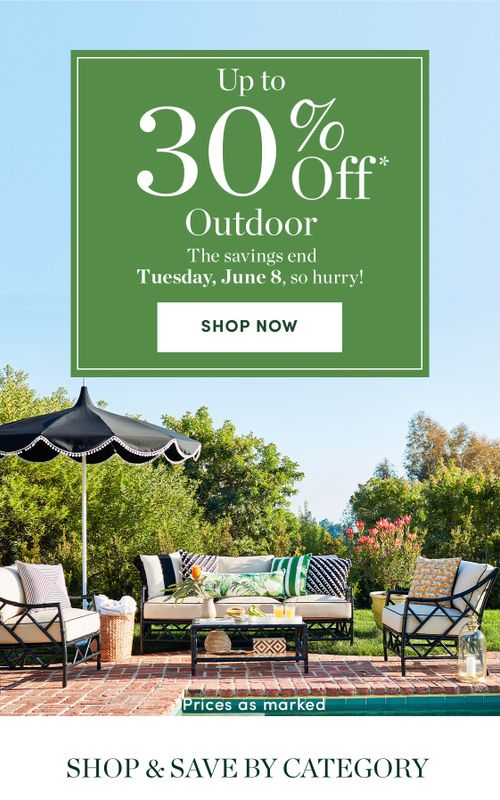 Up to
30% Off*
Outdoor
The savings end
Tuesday, June 8, so hurry!
SHOP NOW
Prices as marked
SHOP & SAVE BY CATEGORY